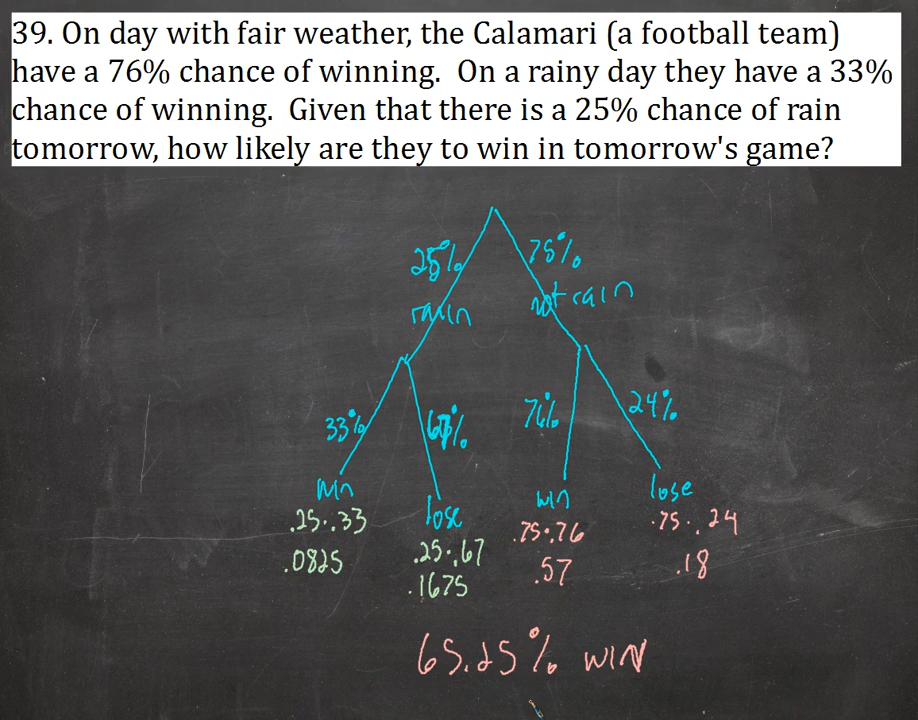 39. On day with fair weather, the Calamari (a football team)
have a 76% chance of winning.  On a rainy day they have a 33%
chance of winning.  Given that there is a 25% chance of rain
tomorrow, how likely are they to win in tomorrow's game?
25% 75%
rain not rain
33% 67% 76% 24%
win lose win lose
.25 · .33 .25 · .67 .75 · .76 .75 · .24
.0825 .1675 .57 .18
65.25% WIN